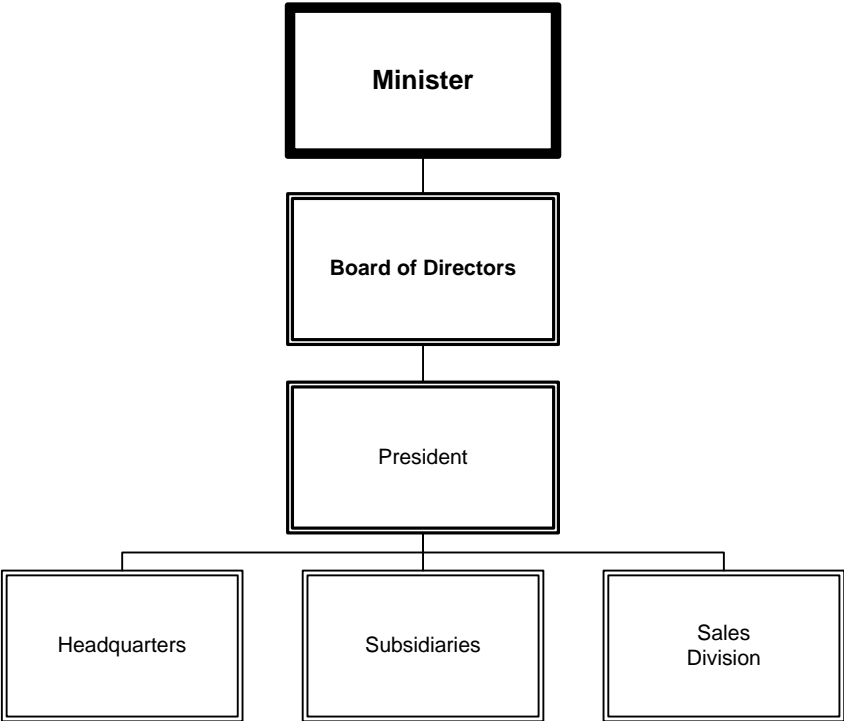 Minister
Board of Directors
President
Headquarters
Subsidiaries
Sales
Division